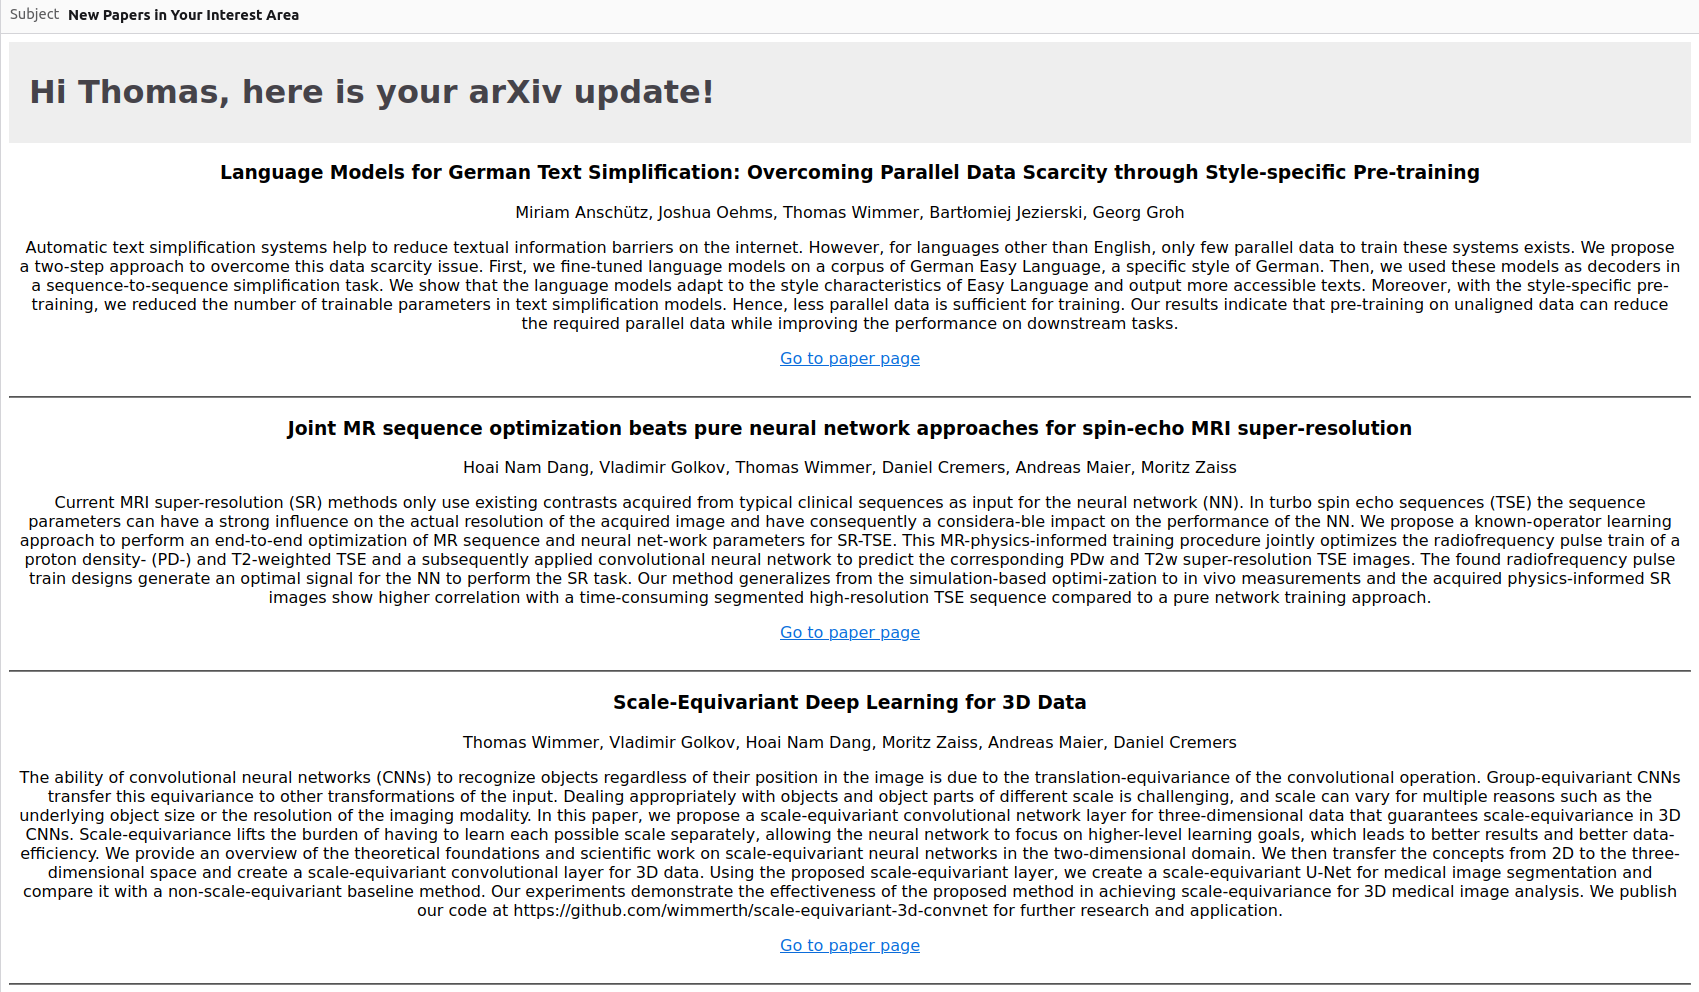 Subject New Papers in Your Interest Area
Hi Thomas, here is your arXiv update!
Language Models for German Text Simplification: Overcoming Parallel Data Scarcity through Style-specific Pre-training
Miriam Anschütz, Joshua Oehms, Thomas Wimmer, Bartłomiej Jezierski, Georg Groh
Automatic text simplification systems help to reduce textual information barriers on the internet. However, for languages other than English, only few parallel data to train these systems exists. We propose
a two-step approach to overcome this data scarcity issue. First, we fine-tuned language models on a corpus of German Easy Language, a specific style of German. Then, we used these models as decoders in
a sequence-to-sequence simplification task. We show that the language models adapt to the style characteristics of Easy Language and output more accessible texts. Moreover, with the style-specific pre-
training, we reduced the number of trainable parameters in text simplification models. Hence, less parallel data is sufficient for training. Our results indicate that pre-training on unaligned data can reduce
the required parallel data while improving the performance on downstream tasks.
Go to paper page
Joint MR sequence optimization beats pure neural network approaches for spin-echo MRI super-resolution
Hoai Nam Dang, Vladimir Golkov, Thomas Wimmer, Daniel Cremers, Andreas Maier, Moritz Zaiss
Current MRI super-resolution (SR) methods only use existing contrasts acquired from typical clinical sequences as input for the neural network (NN). In turbo spin echo sequences (TSE) the sequence
parameters can have a strong influence on the actual resolution of the acquired image and have consequently a considera-ble impact on the performance of the NN. We propose a known-operator learning
approach to perform an end-to-end optimization of MR sequence and neural net-work parameters for SR-TSE. This MR-physics-informed training procedure jointly optimizes the radiofrequency pulse train of a
proton density- (PD-) and T2-weighted TSE and a subsequently applied convolutional neural network to predict the corresponding PDw and T2w super-resolution TSE images. The found radiofrequency pulse
train designs generate an optimal signal for the NN to perform the SR task. Our method generalizes from the simulation-based optimi-zation to in vivo measurements and the acquired physics-informed SR
images show higher correlation with a time-consuming segmented high-resolution TSE sequence compared to a pure network training approach.
Go to paper page
Scale-Equivariant Deep Learning for 3D Data
Thomas Wimmer, Vladimir Golkov, Hoai Nam Dang, Moritz Zaiss, Andreas Maier, Daniel Cremers
The ability of convolutional neural networks (CNNs) to recognize objects regardless of their position in the image is due to the translation-equivariance of the convolutional operation. Group-equivariant CNNs
transfer this equivariance to other transformations of the input. Dealing appropriately with objects and object parts of different scale is challenging, and scale can vary for multiple reasons such as the
underlying object size or the resolution of the imaging modality. In this paper, we propose a scale-equivariant convolutional network layer for three-dimensional data that guarantees scale-equivariance in 3D
CNNs. Scale-equivariance lifts the burden of having to learn each possible scale separately, allowing the neural network to focus on higher-level learning goals, which leads to better results and better data-
efficiency. We provide an overview of the theoretical foundations and scientific work on scale-equivariant neural networks in the two-dimensional domain. We then transfer the concepts from 2D to the three-
dimensional space and create a scale-equivariant convolutional layer for 3D data. Using the proposed scale-equivariant layer, we create a scale-equivariant U-Net for medical image segmentation and
compare it with a non-scale-equivariant baseline method. Our experiments demonstrate the effectiveness of the proposed method in achieving scale-equivariance for 3D medical image analysis. We publish
our code at https://github.com/wimmerth/scale-equivariant-3d-convnet for further research and application.
Go to paper page